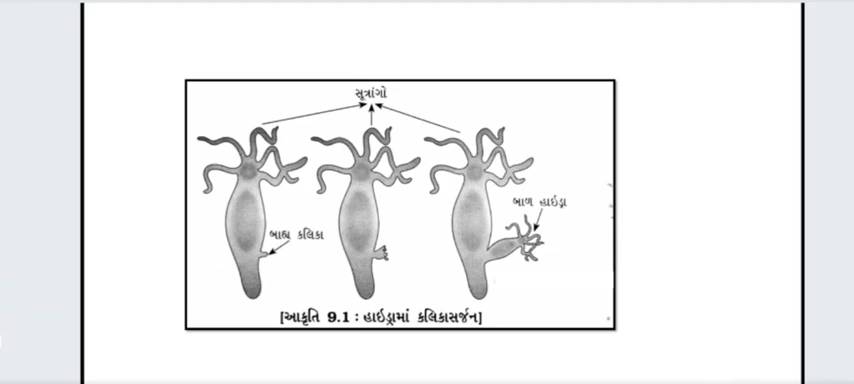 સૂત્રાંગો
બાળ હાઇડ્રા
બાહ્ય કલિકા
[આકૃતિ 9.1 : હાઇડ્રામાં કલિકાસર્જન]